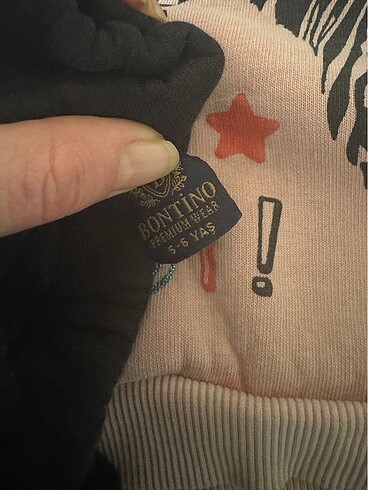 BONTINO
PREMIUM WEAR
5-6 YAŞ
!